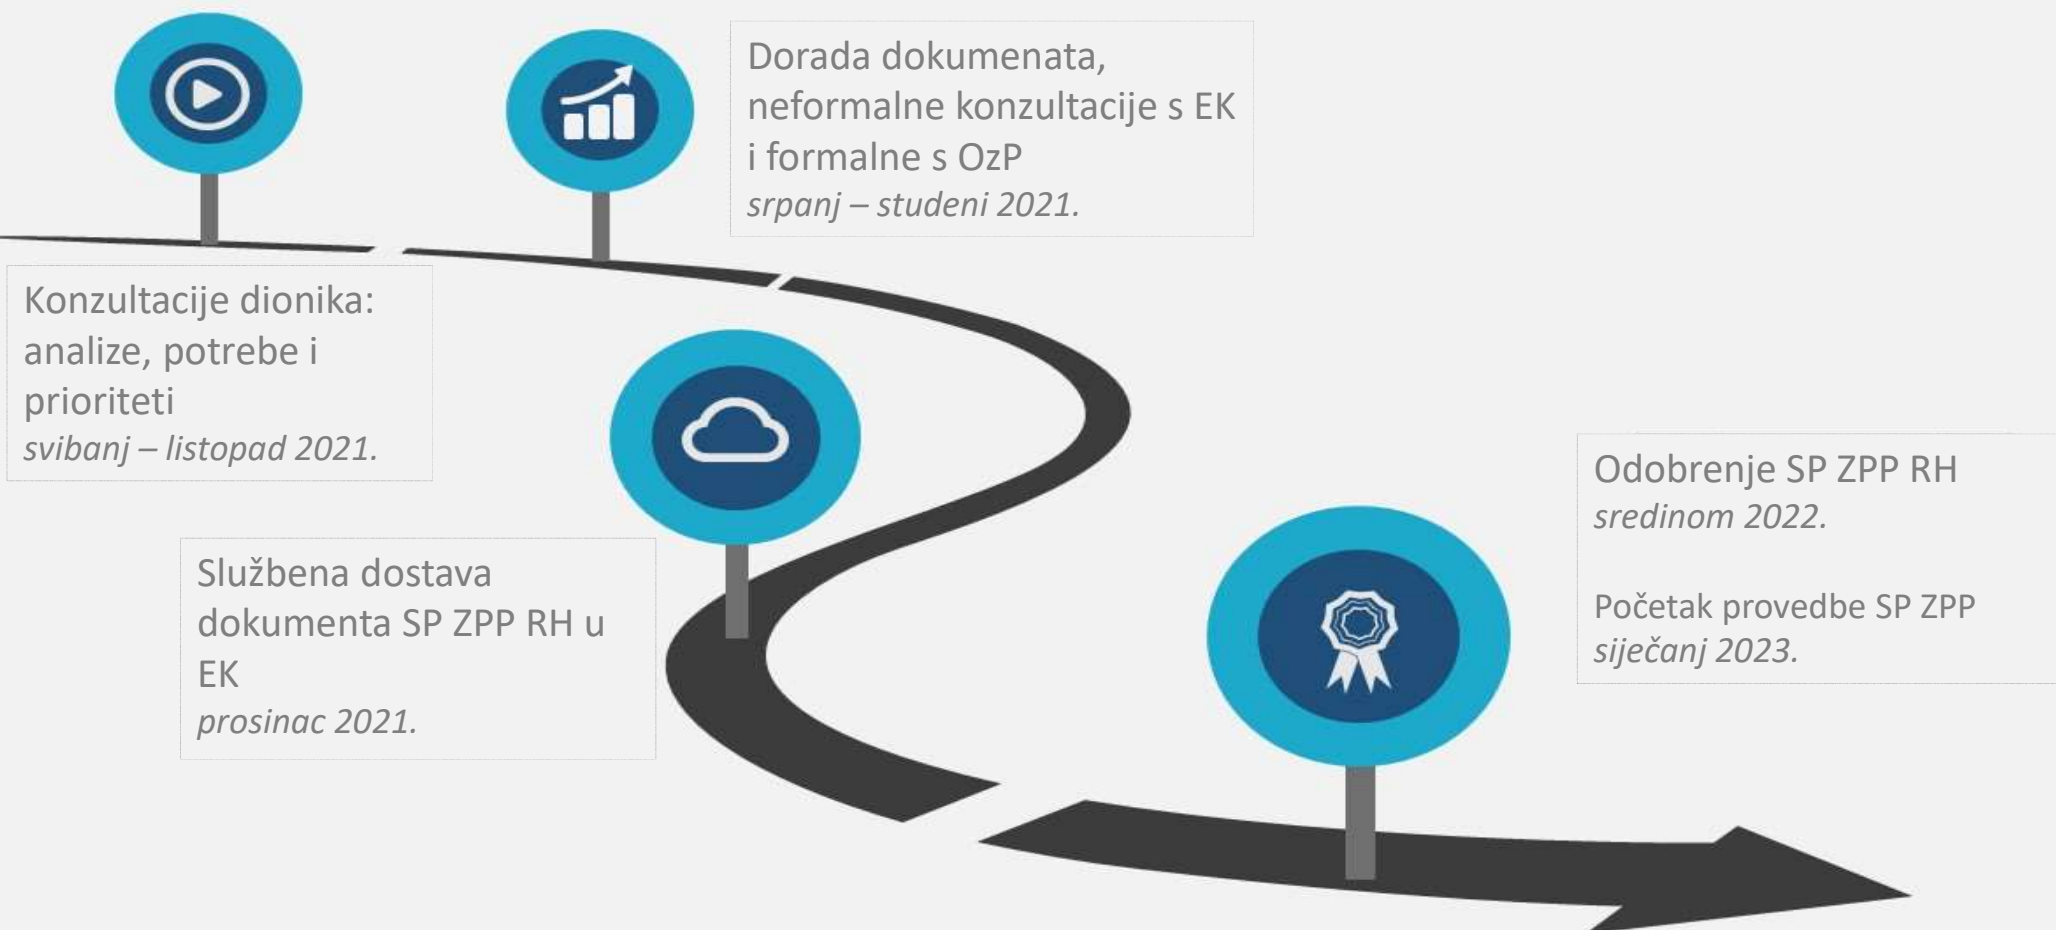 Konzultacije dionika:
analize, potrebe i
prioriteti
svibanj – listopad 2021.
Dorada dokumenata,
neformalne konzultacije s EK
i formalne s OzP
srpanj – studeni 2021.
Službena dostava
dokumenta SP ZPP RH u
EK
prosinac 2021.
Odobrenje SP ZPP RH
sredinom 2022.
Početak provedbe SP ZPP
siječanj 2023.